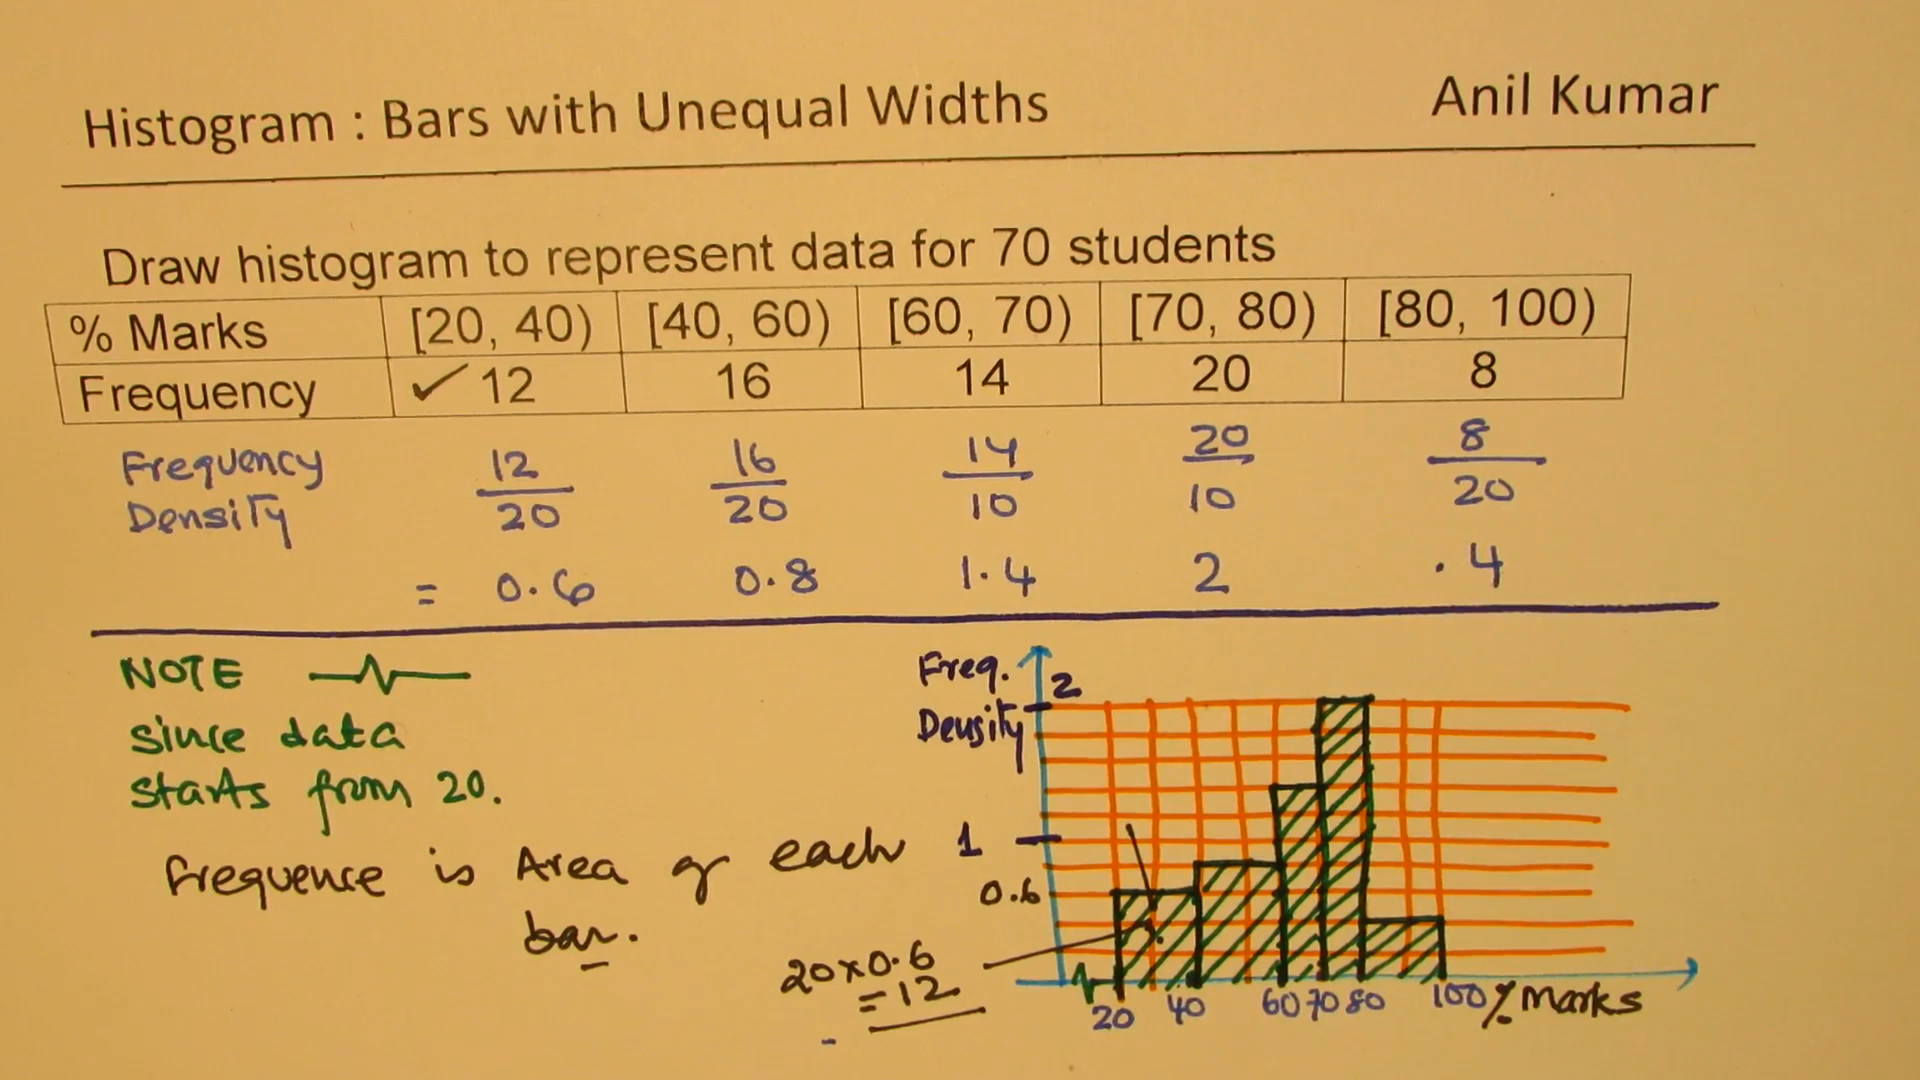 Histogram : Bars with Unequal Widths Anil Kumar
Draw histogram to represent data for 70 students
% Marks [20, 40) [40, 60) [60, 70) [70, 80) [80, 100)
Frequency ✓ 12 16 14 20 8
Frequency Density 12/20 16/20 14/10 20/10 8/20
= 0.6 0.8 1.4 2 .4
NOTE
since data
starts from 20.
frequence is Area of each
bar.
20x0.6
=12
Freq.
Density
2
1
0.6
20 40 60 70 80 100 % Marks